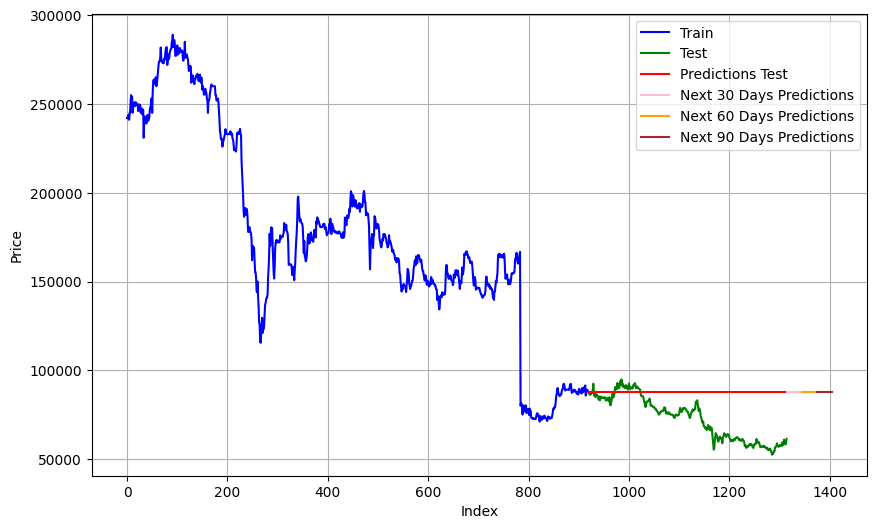 Train
Test
Predictions Test
Next 30 Days Predictions
Next 60 Days Predictions
Next 90 Days Predictions
300000
250000
200000
150000
100000
50000
Price
0 200 400 600 800 1000 1200 1400
Index